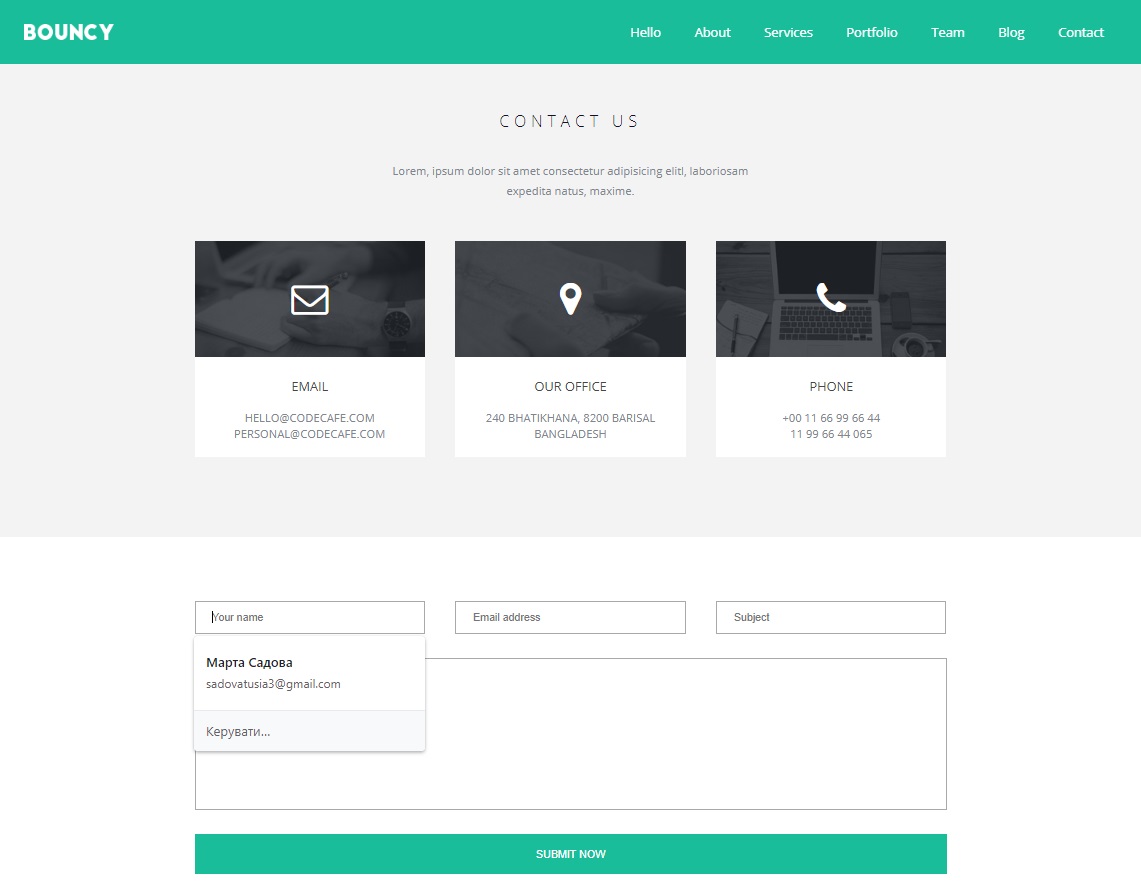 BOUNCY
Hello About Services Portfolio Team Blog Contact
CONTACT US
Lorem, ipsum dolor sit amet consectetur adipisicing elitl, laboriosam
expedita natus, maxime.
EMAIL
HELLO@CODECAFE.COM
PERSONAL@CODECAFE.COM
OUR OFFICE
240 BHATIKHANA, 8200 BARISAL
BANGLADESH
PHONE
+00 11 66 99 66 44
11 99 66 44 065
Your name
Email address
Subject
Марта Садова
sadovatusia3@gmail.com
Керувати...
SUBMIT NOW